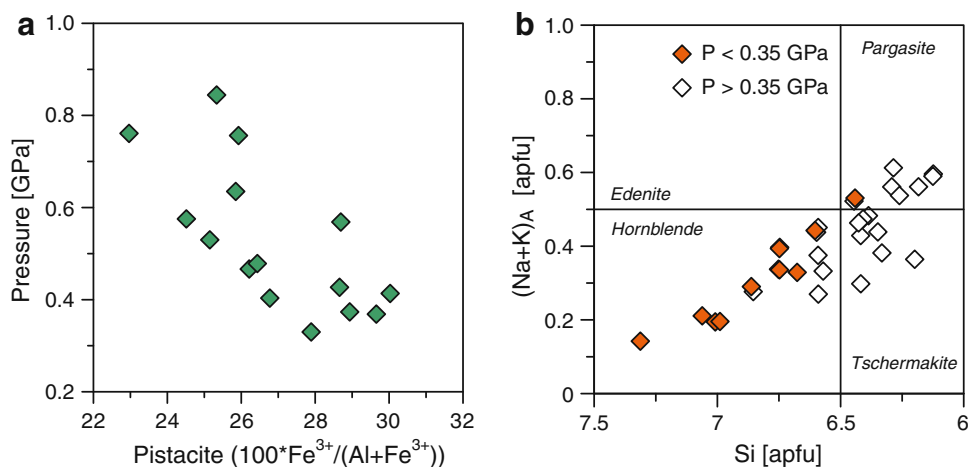 a
1.0
0.8
0.6
0.4
0.2
Pressure [GPa]
22 24 26 28 30 32
Pistacite (100*Fe³⁺/(Al+Fe³⁺))
b
1.0
0.8
0.6
0.4
0.2
0
(Na+K)A [apfu]
P < 0.35 GPa
P > 0.35 GPa
Pargasite
Edenite
Hornblende
Tschermakite
7.5 7 6.5 6
Si [apfu]